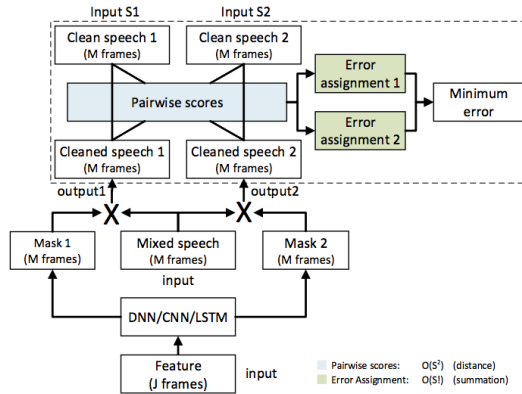 Input S1 Input S2
Clean speech 1 Clean speech 2
(M frames) (M frames)
Error
assignment 1
Pairwise scores
Minimum
error
Error
assignment 2
Cleaned speech 1 Cleaned speech 2
(M frames) (M frames)
output1 output2
X X
Mask 1 Mixed speech Mask 2
(M frames) (M frames) (M frames)
input
DNN/CNN/LSTM
Feature
(J frames)
input
Pairwise scores: O(S²) (distance)
Error Assignment: O(S!) (summation)